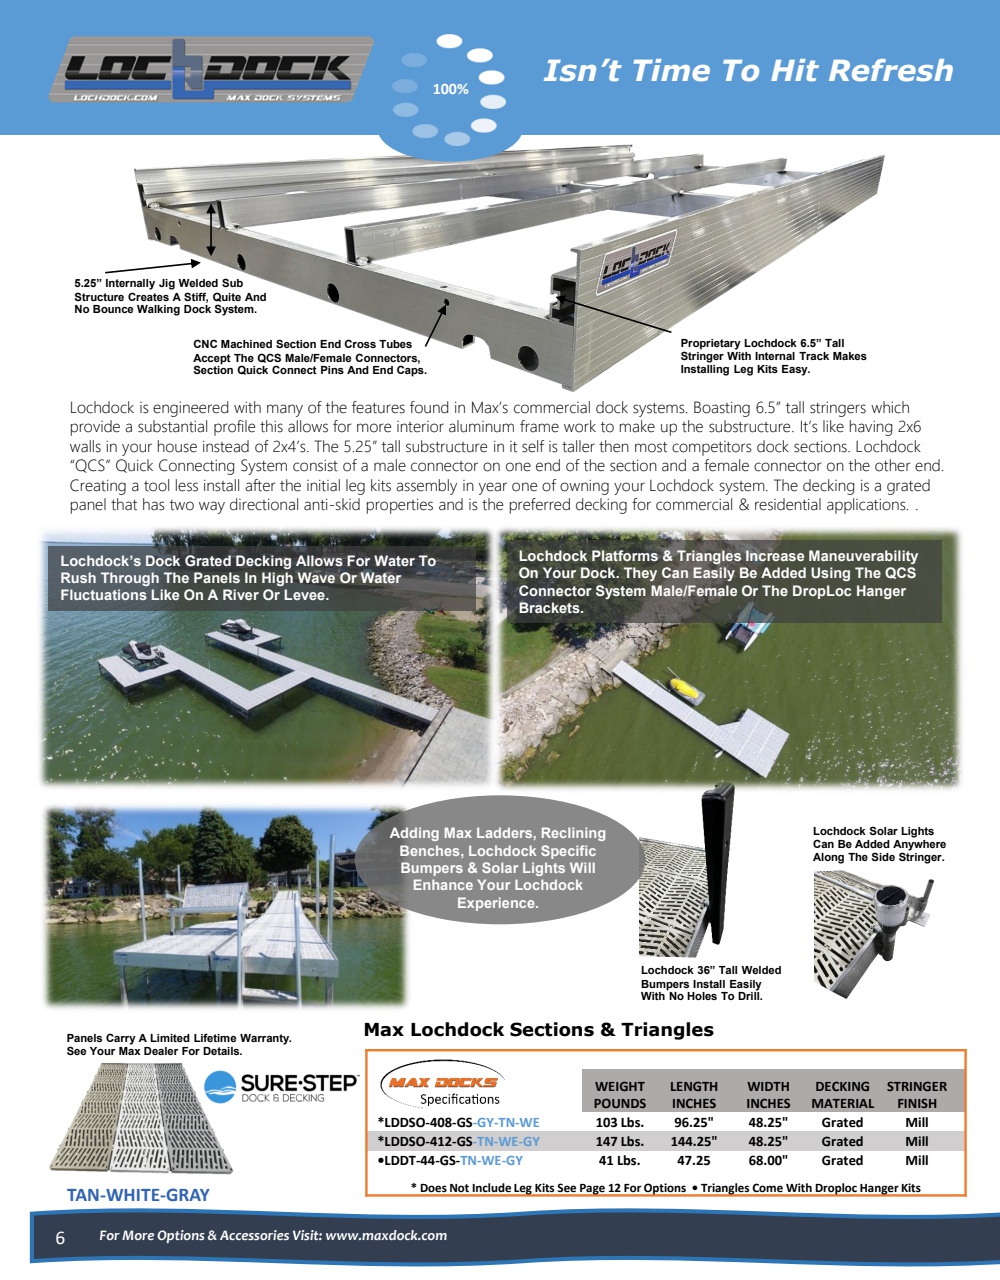 LOCHDOCK
LOCHDOCK.COM MAX DOCK SYSTEMS
100%
Isn't Time To Hit Refresh
LOCHDOCK
5.25” Internally Jig Welded Sub
Structure Creates A Stiff, Quite And
No Bounce Walking Dock System.
CNC Machined Section End Cross Tubes
Accept The QCS Male/Female Connectors,
Section Quick Connect Pins And End Caps.
Proprietary Lochdock 6.5” Tall
Stringer With Internal Track Makes
Installing Leg Kits Easy.
Lochdock is engineered with many of the features found in Max’s commercial dock systems. Boasting 6.5” tall stringers which
provide a substantial profile this allows for more interior aluminum frame work to make up the substructure. It’s like having 2x6
walls in your house instead of 2x4’s. The 5.25” tall substructure in it self is taller then most competitors dock sections. Lochdock
“QCS” Quick Connecting System consist of a male connector on one end of the section and a female connector on the other end.
Creating a tool less install after the initial leg kits assembly in year one of owning your Lochdock system. The decking is a grated
panel that has two way directional anti-skid properties and is the preferred decking for commercial & residential applications. .
Lochdock’s Dock Grated Decking Allows For Water To
Rush Through The Panels In High Wave Or Water
Fluctuations Like On A River Or Levee.
Lochdock Platforms & Triangles Increase Maneuverability
On Your Dock. They Can Easily Be Added Using The QCS
Connector System Male/Female Or The DropLoc Hanger
Brackets.
Adding Max Ladders, Reclining
Benches, Lochdock Specific
Bumpers & Solar Lights Will
Enhance Your Lochdock
Experience.
Lochdock Solar Lights
Can Be Added Anywhere
Along The Side Stringer.
Lochdock 36” Tall Welded
Bumpers Install Easily
With No Holes To Drill.
Panels Carry A Limited Lifetime Warranty.
See Your Max Dealer For Details.
SURE-STEP™
DOCK & DECKING
TAN-WHITE-GRAY
Max Lochdock Sections & Triangles
MAX DOCKS
Specifications
WEIGHT POUNDS LENGTH INCHES WIDTH INCHES DECKING MATERIAL STRINGER FINISH
*LDDSO-408-GS-GY-TN-WE 103 Lbs. 96.25" 48.25" Grated Mill
*LDDSO-412-GS-TN-WE-GY 147 Lbs. 144.25" 48.25" Grated Mill
•LDDT-44-GS-TN-WE-GY 41 Lbs. 47.25 68.00" Grated Mill
* Does Not Include Leg Kits See Page 12 For Options • Triangles Come With Droploc Hanger Kits
6
For More Options & Accessories Visit: www.maxdock.com